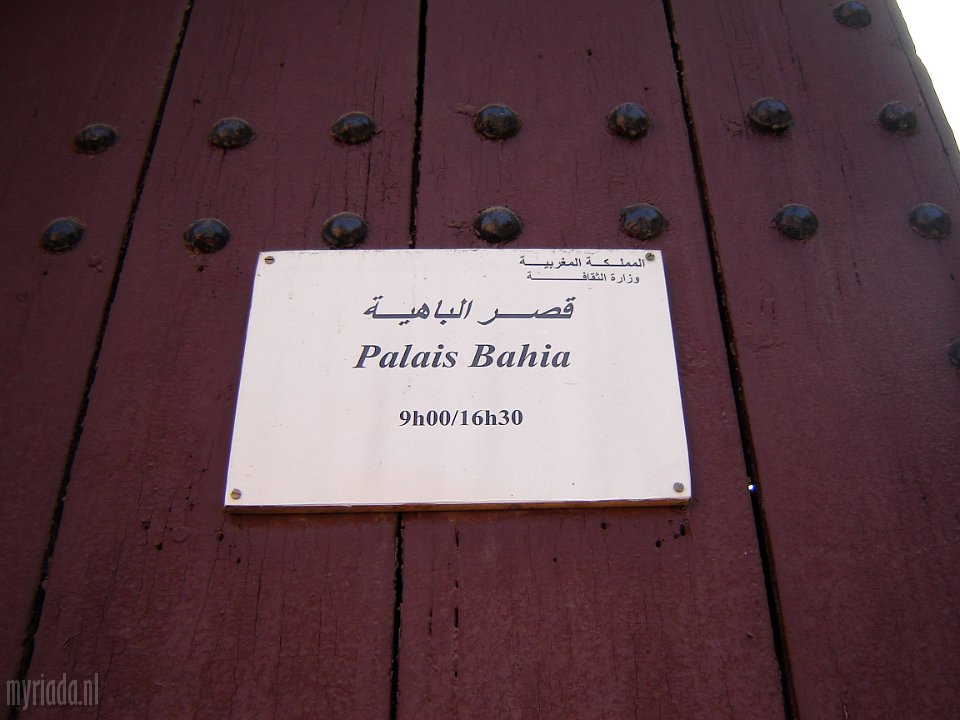 المملكة المغربية
وزارة الثقافة
قصر الباهية
Palais Bahia
9h00/16h30
myriada.nl